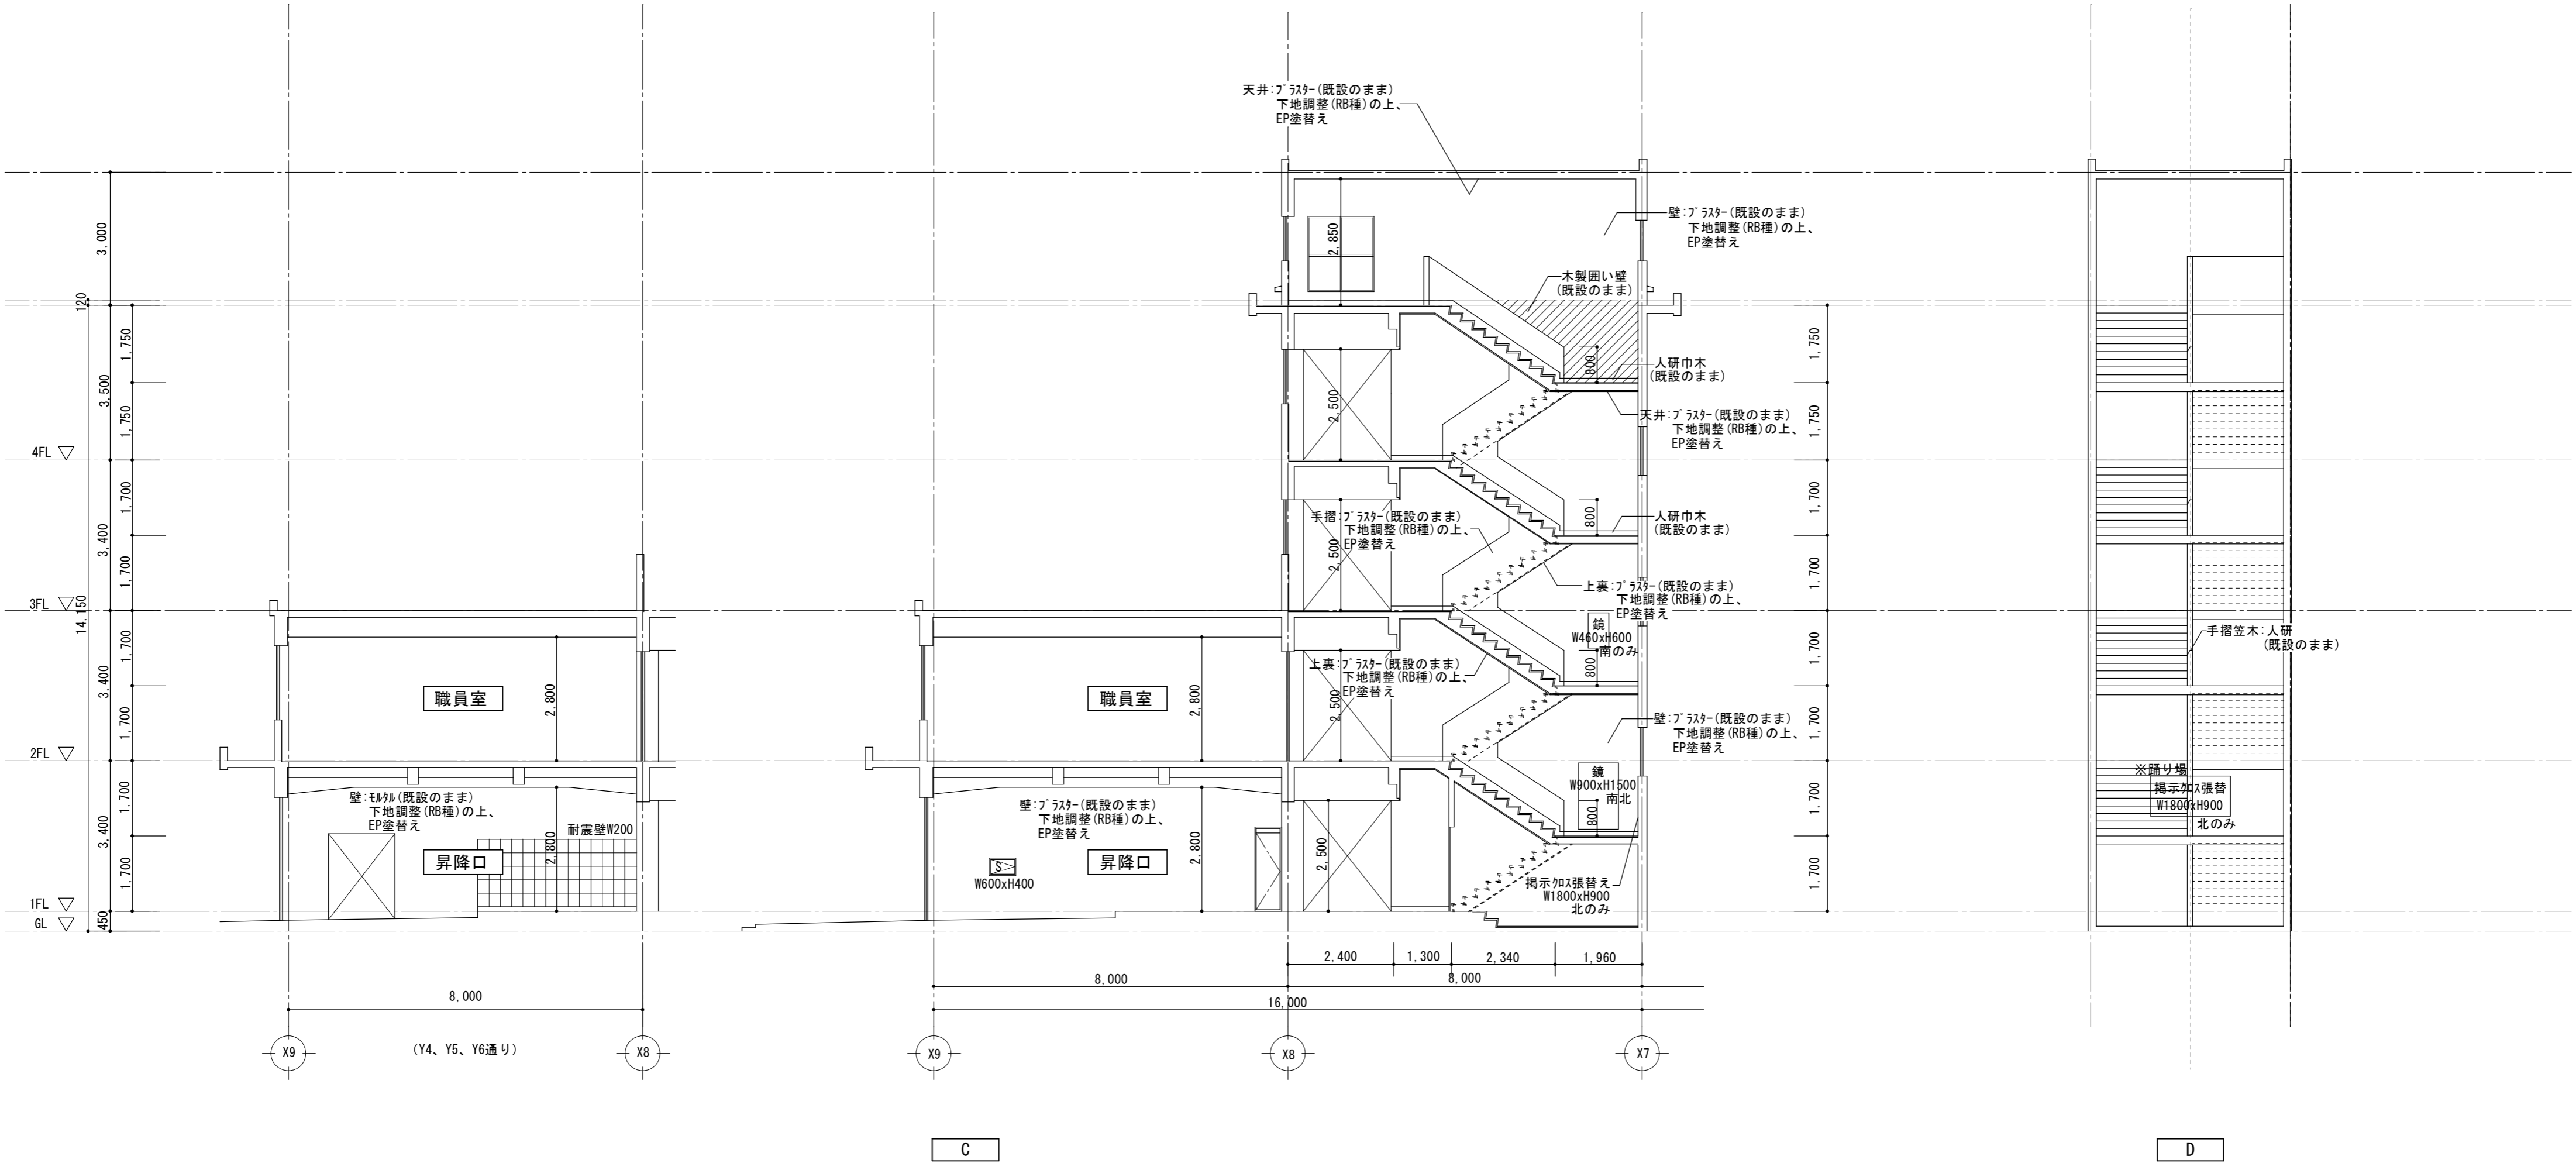 天井:プラスター(既設のまま)
下地調整(RB種)の上、
EP塗替え
壁:プラスター(既設のまま)
下地調整(RB種)の上、
EP塗替え
木製囲い壁
(既設のまま)
人研巾木
(既設のまま)
天井:プラスター(既設のまま)
下地調整(RB種)の上、
EP塗替え
手摺:プラスター(既設のまま)
下地調整(RB種)の上、
EP塗替え
人研巾木
(既設のまま)
上裏:プラスター(既設のまま)
下地調整(RB種)の上、
EP塗替え
鏡
W460xH600
南のみ
上裏:プラスター(既設のまま)
下地調整(RB種)の上、
EP塗替え
壁:プラスター(既設のまま)
下地調整(RB種)の上、
EP塗替え
鏡
W900xH1500
南北
掲示クロス張替え
W1800xH900
北のみ
手摺笠木:人研
(既設のまま)
※踊り場
掲示クロス張替
W1800xH900
北のみ
壁:モルタル(既設のまま)
下地調整(RB種)の上、
EP塗替え
耐震壁W200
職員室
昇降口
壁:プラスター(既設のまま)
下地調整(RB種)の上、
EP塗替え
職員室
昇降口
S
W600xH400
4FL
3FL
2FL
1FL
GL
3,000
120
3,500
3,400
3,400
3,400
450
14,150
1,750
1,750
1,700
1,700
1,700
1,700
1,700
1,700
2,800
2,800
2,800
2,800
2,850
2,500
2,500
2,500
2,500
800
800
800
800
1,750
1,750
1,700
1,700
1,700
1,700
1,700
1,700
2,400
1,300
2,340
1,960
8,000
8,000
8,000
16,000
X9
(Y4、Y5、Y6通り)
X8
X9
X8
X7
C
D